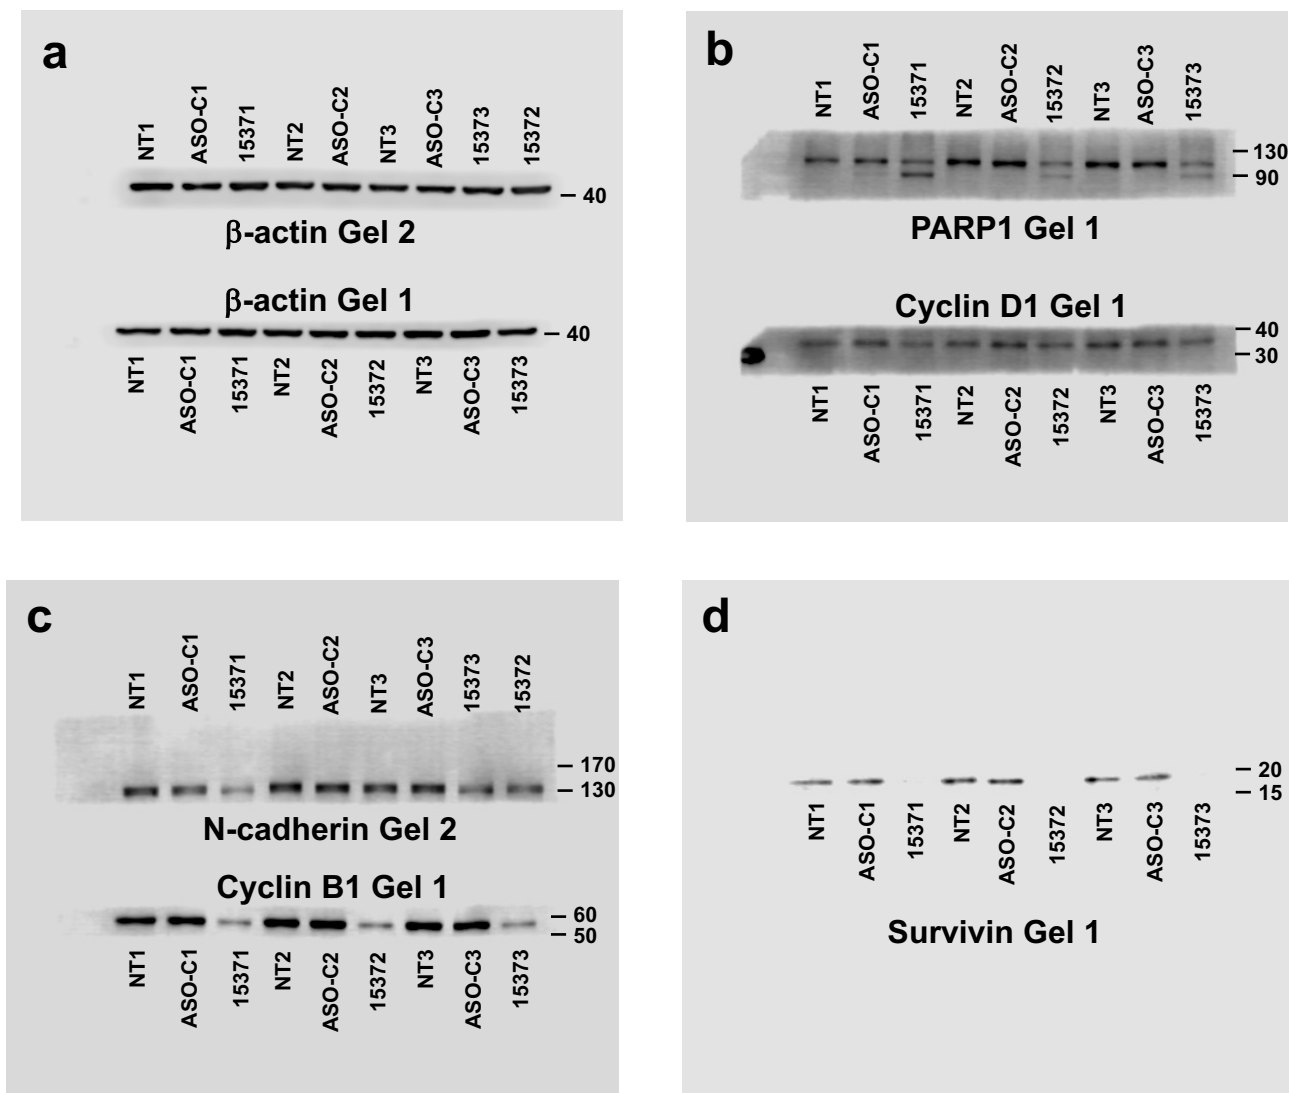 a
NT1 ASO-C1 15371 NT2 ASO-C2 NT3 ASO-C3 15373 15372
40
β-actin Gel 2
β-actin Gel 1
40
NT1 ASO-C1 15371 NT2 ASO-C2 15372 NT3 ASO-C3 15373
b
NT1 ASO-C1 15371 NT2 ASO-C2 15372 NT3 ASO-C3 15373
130
90
PARP1 Gel 1
Cyclin D1 Gel 1
40
30
NT1 ASO-C1 15371 NT2 ASO-C2 15372 NT3 ASO-C3 15373
c
NT1 ASO-C1 15371 NT2 ASO-C2 NT3 ASO-C3 15373 15372
170
130
N-cadherin Gel 2
Cyclin B1 Gel 1
60
50
NT1 ASO-C1 15371 NT2 ASO-C2 15372 NT3 ASO-C3 15373
d
20
15
NT1 ASO-C1 15371 NT2 ASO-C2 15372 NT3 ASO-C3 15373
Survivin Gel 1